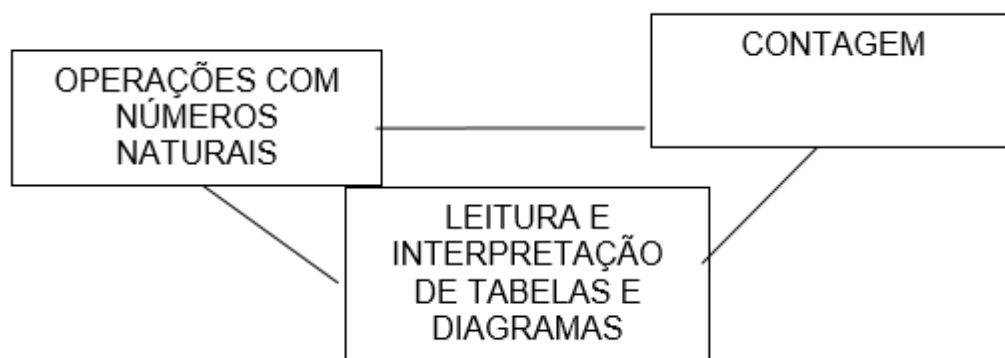 OPERAÇÕES COM
NÚMEROS
NATURAIS
CONTAGEM
LEITURA E
INTERPRETAÇÃO
DE TABELAS E
DIAGRAMAS